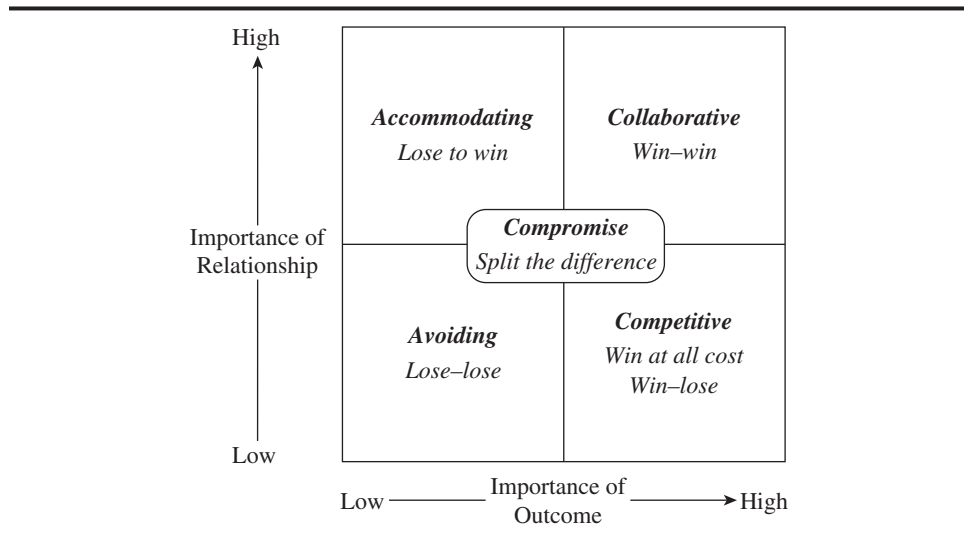 High
Accommodating
Lose to win
Collaborative
Win–win
Importance of
Relationship
Compromise
Split the difference
Avoiding
Lose–lose
Competitive
Win at all cost
Win–lose
Low
Low
Importance of
Outcome
High